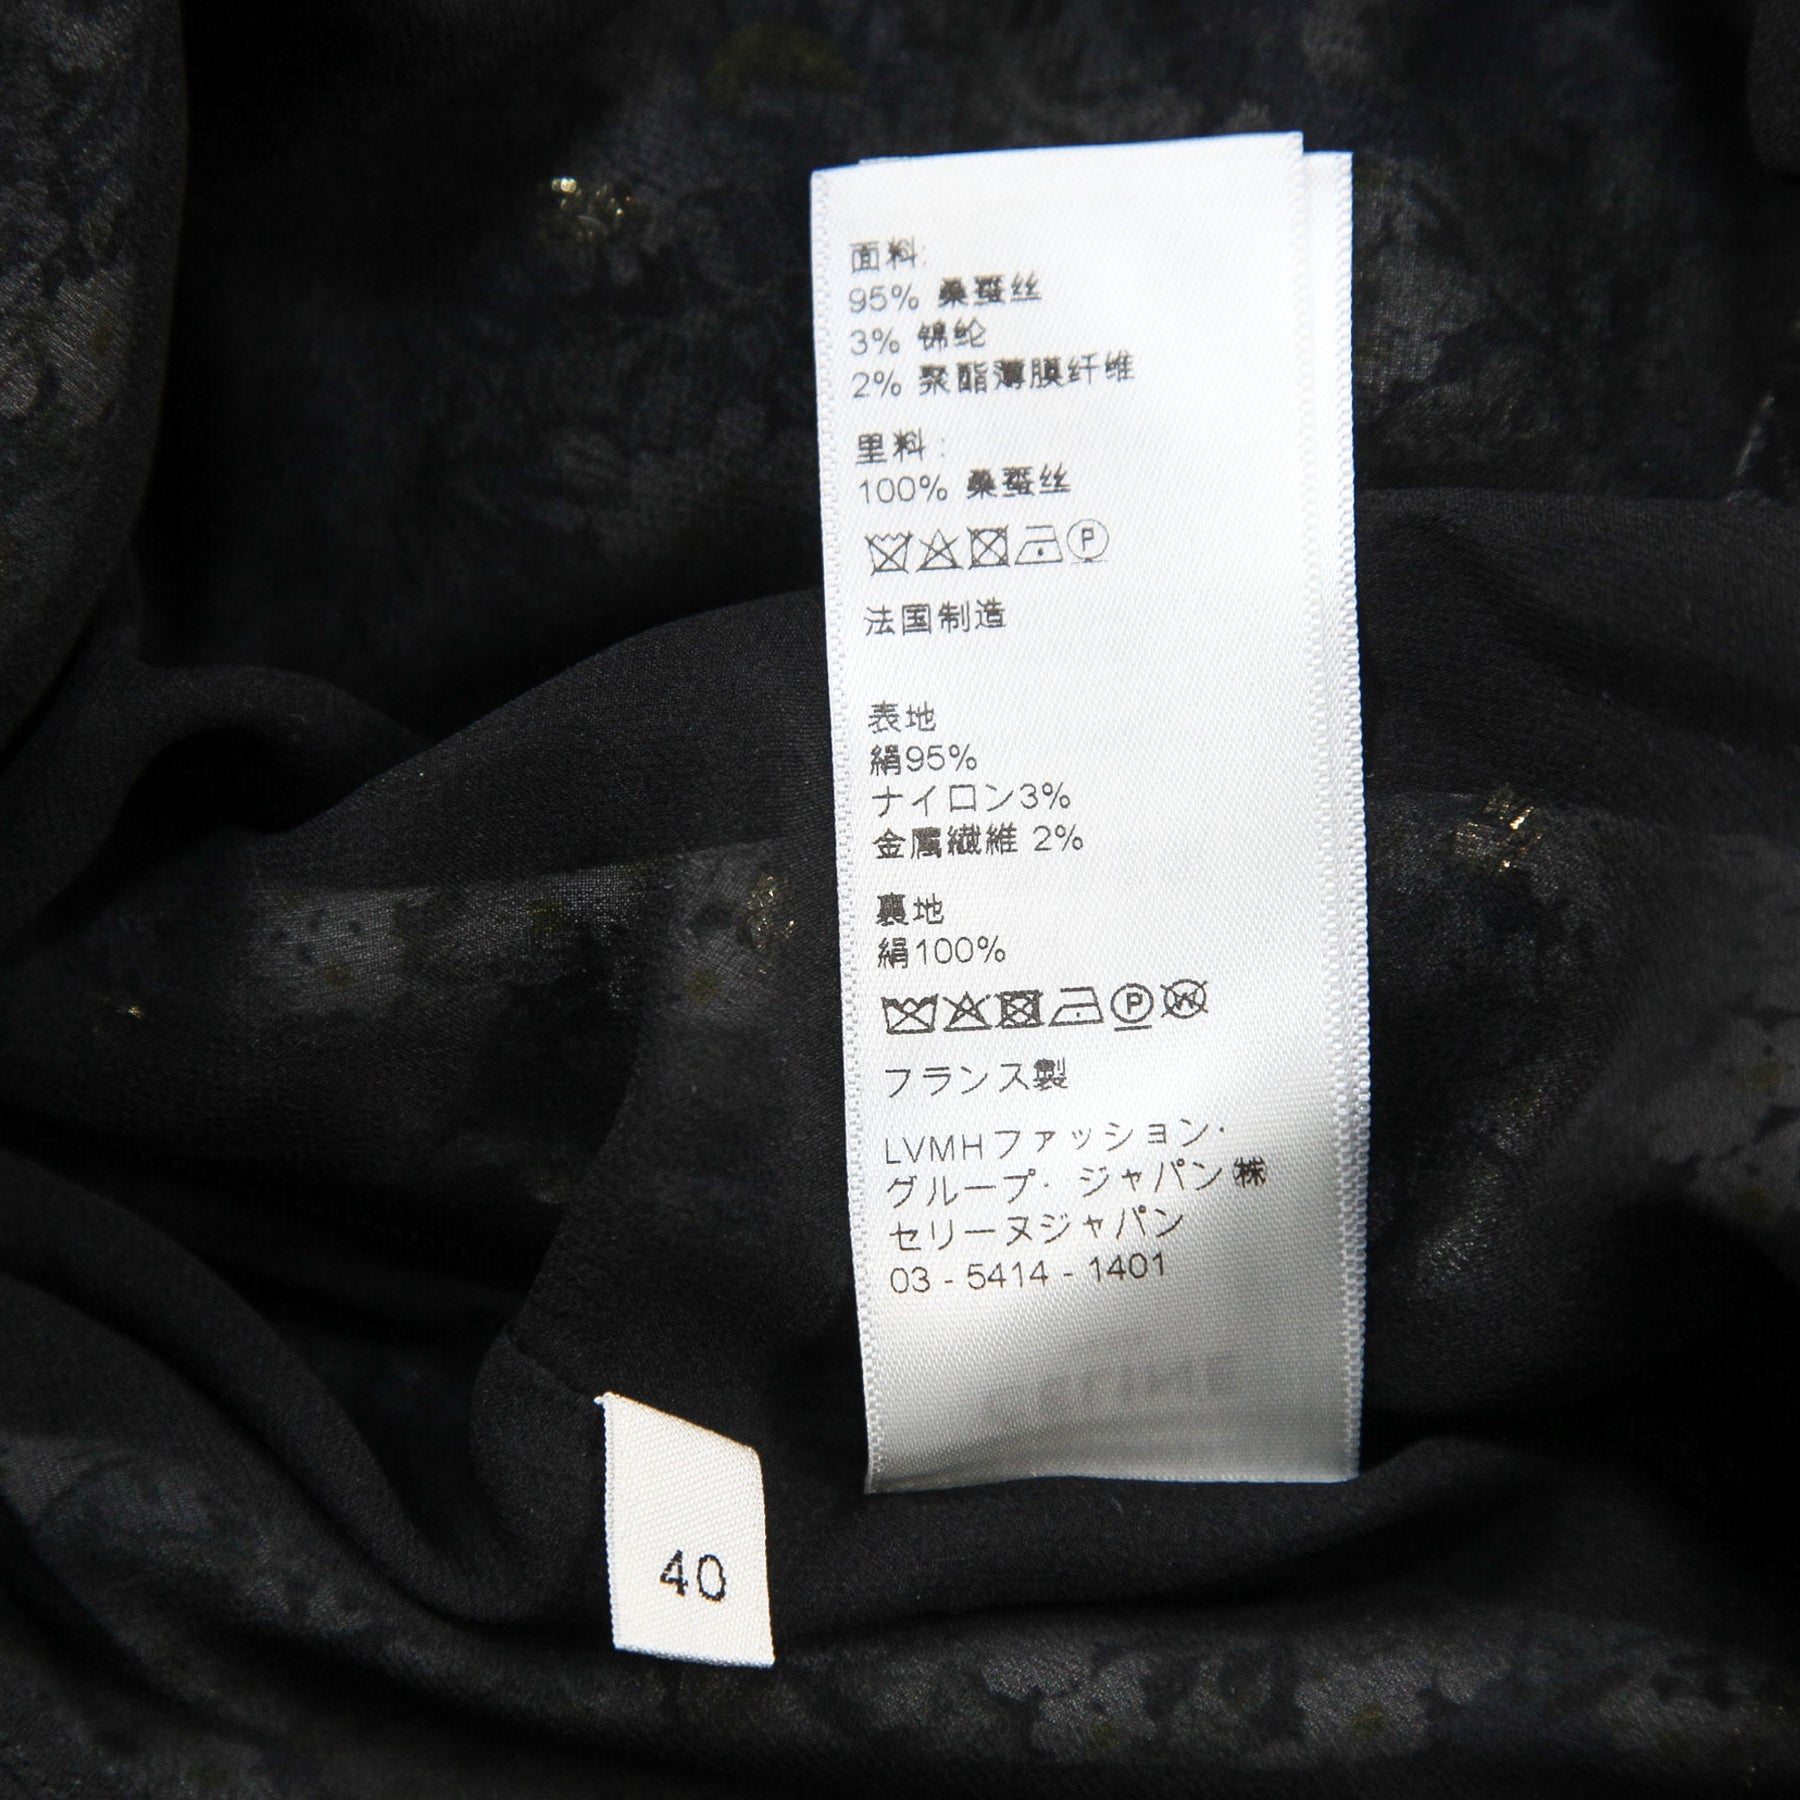 面料:
95% 桑蚕丝
3% 锦纶
2% 聚酯薄膜纤维
里料:
100% 桑蚕丝
P
法国制造
表地
絹95%
ナイロン3%
金属繊維 2%
裏地
絹100%
P W
フランス製
LVMHファッション・
グループ・ジャパン㈱
セリーヌジャパン
03 - 5414 - 1401
40